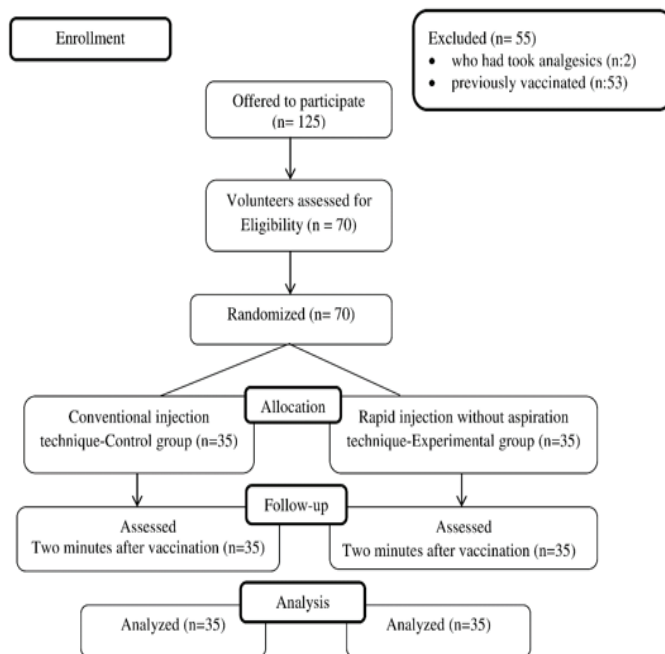 Enrollment
Excluded (n= 55)
• who had took analgesics (n:2)
• previously vaccinated (n:53)
Offered to participate
(n= 125)
Volunteers assessed for
Eligibility (n = 70)
Randomized (n= 70)
Allocation
Conventional injection
technique-Control group (n=35)
Rapid injection without aspiration
technique-Experimental group (n=35)
Follow-up
Assessed
Two minutes after vaccination (n=35)
Assessed
Two minutes after vaccination (n=35)
Analysis
Analyzed (n=35)
Analyzed (n=35)